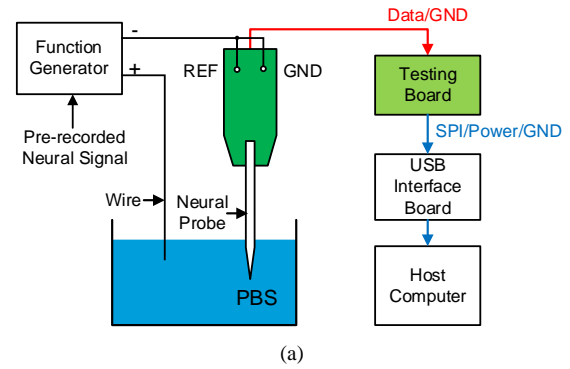 Function
Generator
-
+
Pre-recorded
Neural Signal
REF
GND
Data/GND
Testing
Board
SPI/Power/GND
USB
Interface
Board
Host
Computer
Wire
Neural
Probe
PBS
(a)